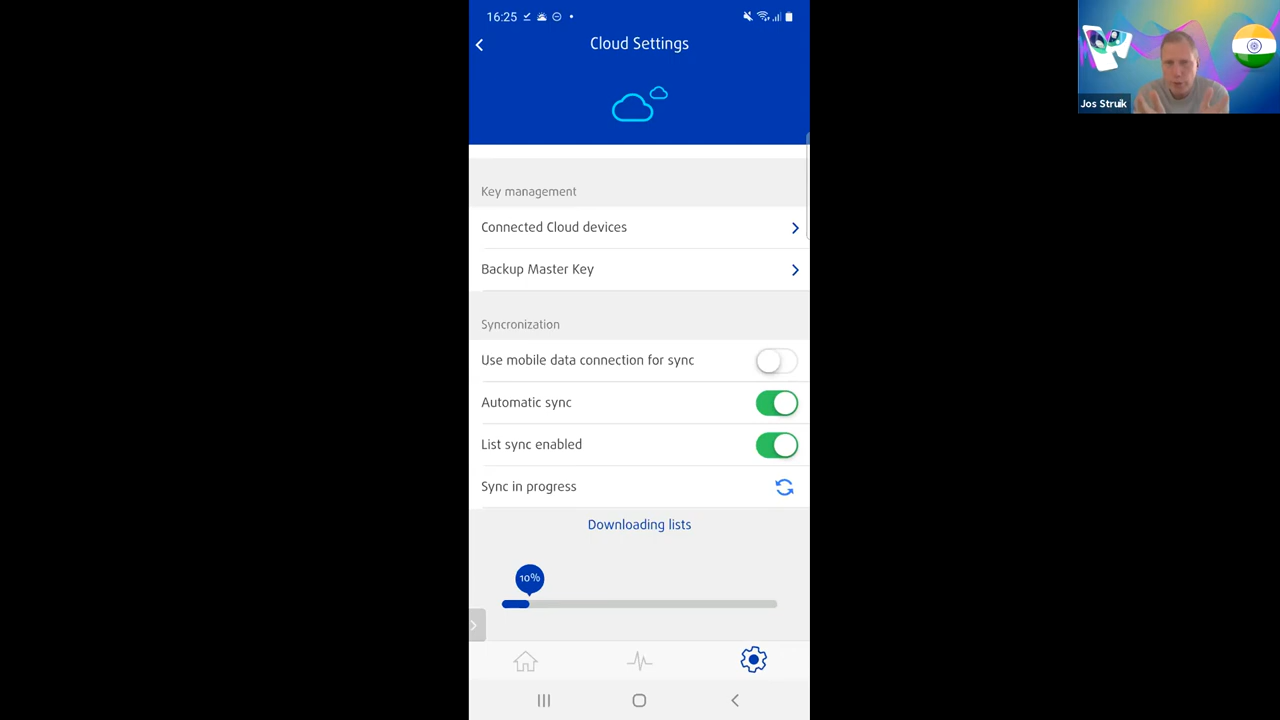 16:25
Cloud Settings
Key management
Connected Cloud devices
Backup Master Key
Syncronization
Use mobile data connection for sync
Automatic sync
List sync enabled
Sync in progress
Downloading lists
10%
Jos Struik